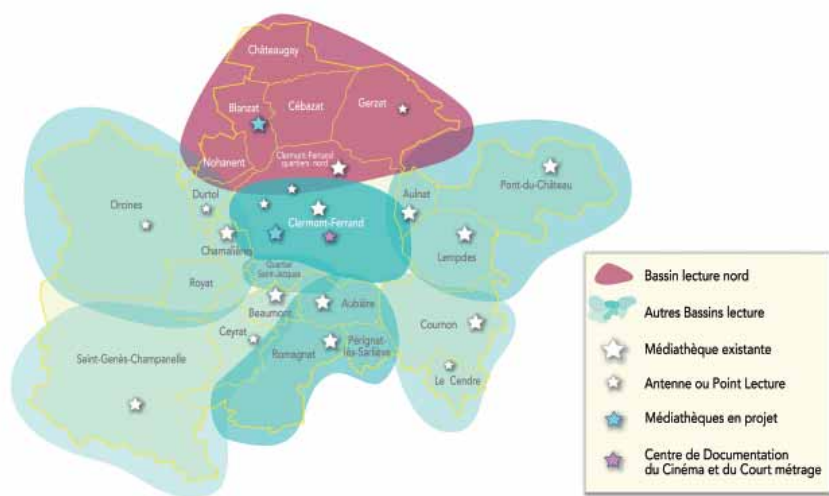 Châteaugay
Blanzat
Cébazat
Gerzat
Nohanent
Clermont-Ferrand
quartiers nord
Durtol
Orcines
Clermont-Ferrand
Aulnat
Pont-du-Château
Chamalières
Lempdes
Royat
Quartier
Saint-Jacques
Beaumont
Aubière
Ceyrat
Romagnat
Pérignat-
lès-Sarliève
Cournon
Le Cendre
Saint-Genès-Champanelle
Bassin lecture nord
Autres Bassins lecture
Médiathèque existante
Antenne ou Point Lecture
Médiathèques en projet
Centre de Documentation
du Cinéma et du Court métrage